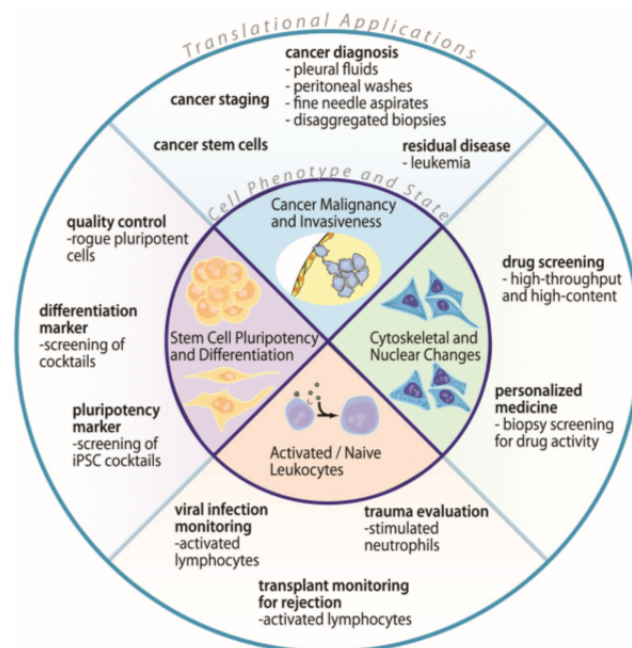 Translational Applications
cancer diagnosis
- pleural fluids
- peritoneal washes
- fine needle aspirates
- disaggregated biopsies
cancer staging
cancer stem cells
residual disease
- leukemia
Cell Phenotype and State
Cancer Malignancy
and Invasiveness
quality control
-rogue pluripotent
cells
differentiation
marker
-screening of
cocktails
pluripotency
marker
-screening of
iPSC cocktails
Stem Cell Pluripotency
and Differentiation
Cytoskeletal and
Nuclear Changes
drug screening
- high-throughput
and high-content
personalized
medicine
- biopsy screening
for drug activity
Activated / Naive
Leukocytes
viral infection
monitoring
-activated
lymphocytes
trauma evaluation
-stimulated
neutrophils
transplant monitoring
for rejection
-activated lymphocytes